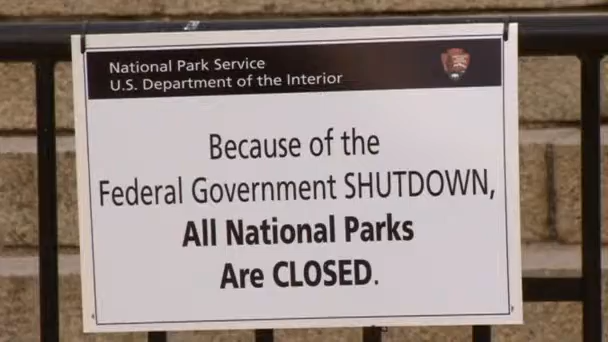 National Park Service
U.S. Department of the Interior
Because of the
Federal Government SHUTDOWN,
All National Parks
Are CLOSED.